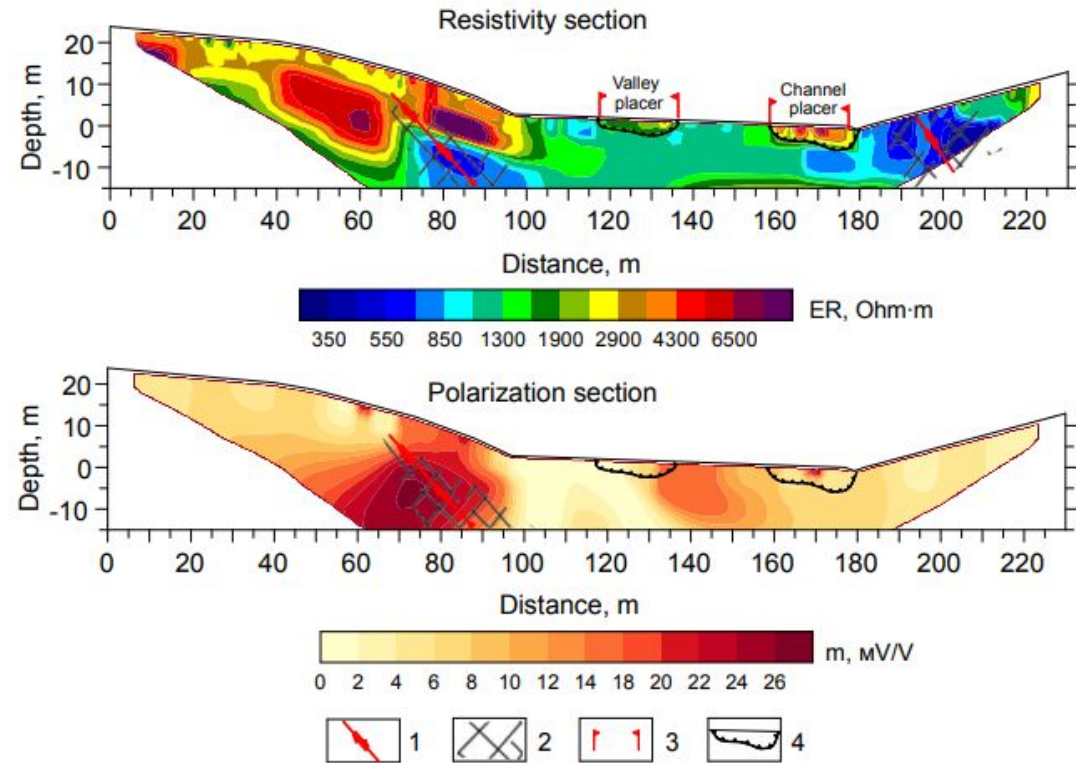 Resistivity section
Depth, m
20
10
0
-10
Valley placer
Channel placer
0 20 40 60 80 100 120 140 160 180 200 220
Distance, m
350 550 850 1300 1900 2900 4300 6500
ER, Ohm·m
Polarization section
Depth, m
20
10
0
-10
0 20 40 60 80 100 120 140 160 180 200 220
Distance, m
m, мV/V
0 2 4 6 8 10 12 14 16 18 20 22 24 26
1 2 3 4